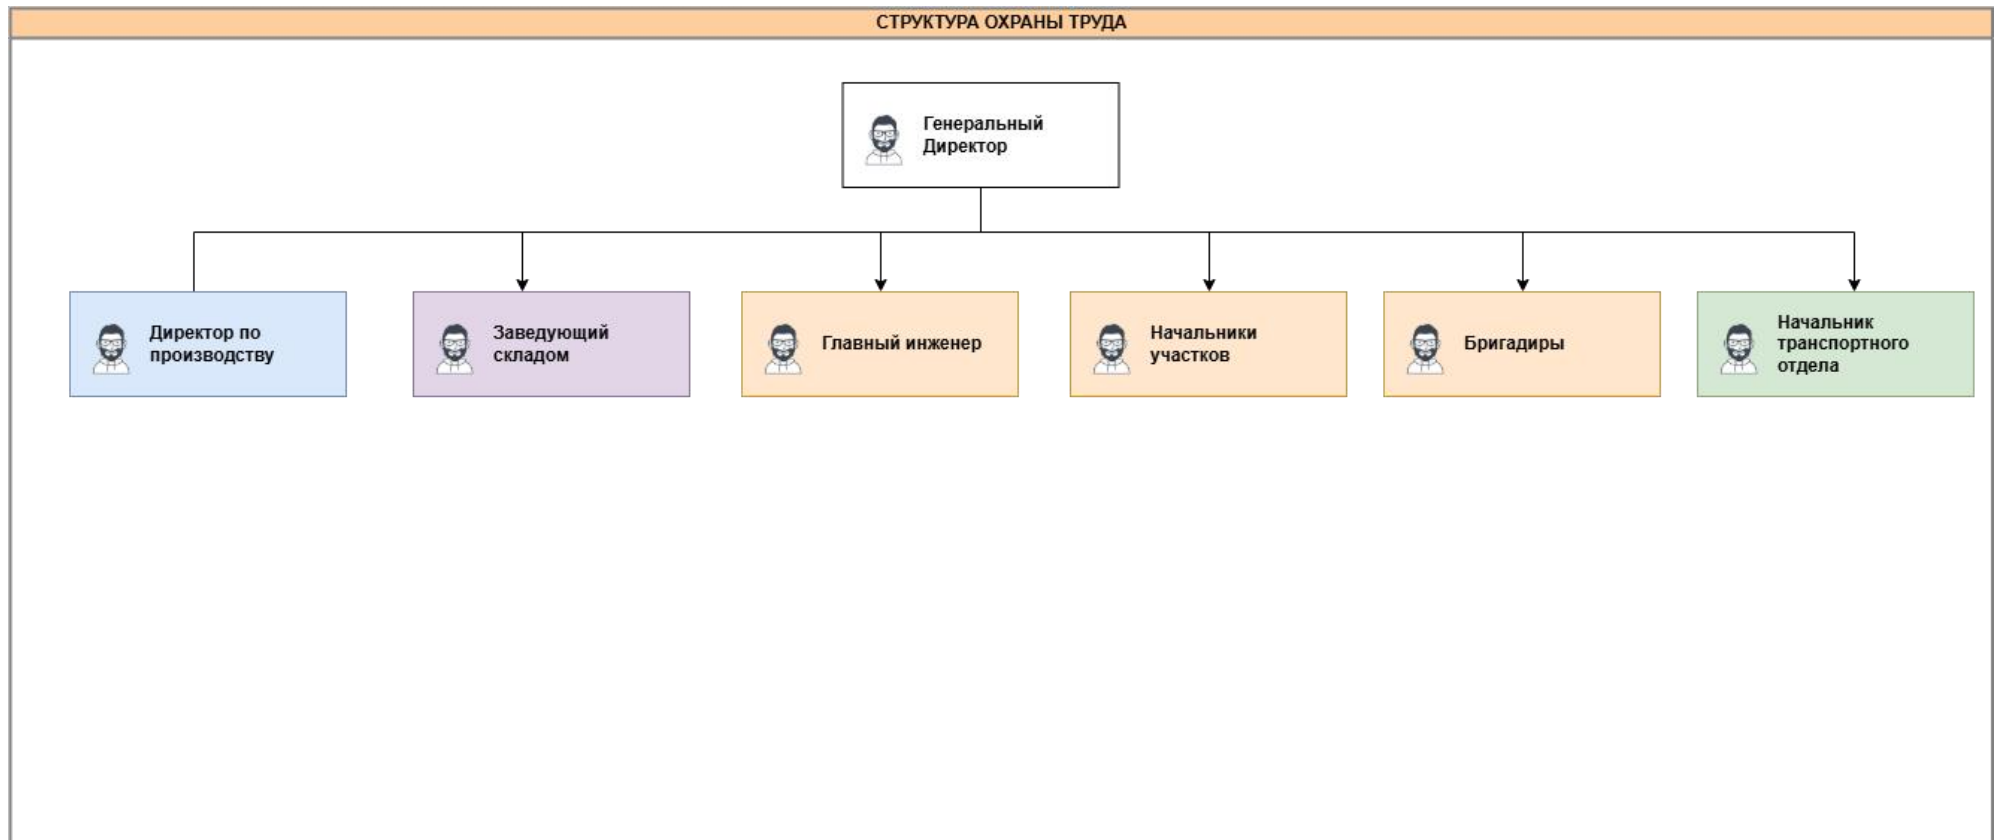 СТРУКТУРА ОХРАНЫ ТРУДА
Генеральный
Директор
Директор по
производству
Заведующий
складом
Главный инженер
Начальники
участков
Бригадиры
Начальник
транспортного
отдела